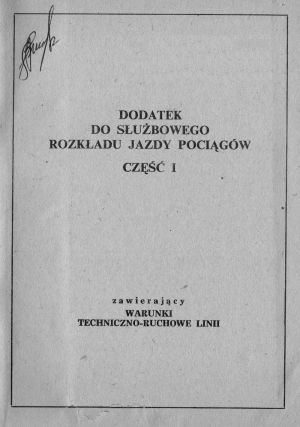 DODATEK
DO SŁUŻBOWEGO
ROZKŁADU JAZDY POCIĄGÓW
CZĘŚĆ I
zawierający
WARUNKI
TECHNICZNO-RUCHOWE LINII